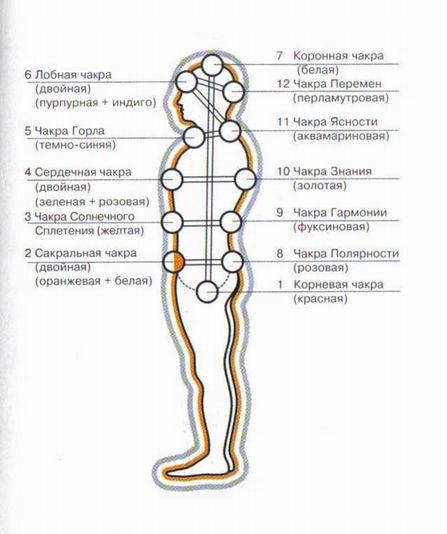 7 Коронная чакра
(белая)
6 Лобная чакра
(двойная)
(пурпурная + индиго)
12 Чакра Перемен
(перламутровая)
5 Чакра Горла
(темно-синяя)
11 Чакра Ясности
(аквамариновая)
4 Сердечная чакра
(двойная)
(зеленая + розовая)
10 Чакра Знания
(золотая)
3 Чакра Солнечного
Сплетения (желтая)
9 Чакра Гармонии
(фуксиновая)
2 Сакральная чакра
(двойная)
(оранжевая + белая)
8 Чакра Полярности
(розовая)
1 Корневая чакра
(красная)